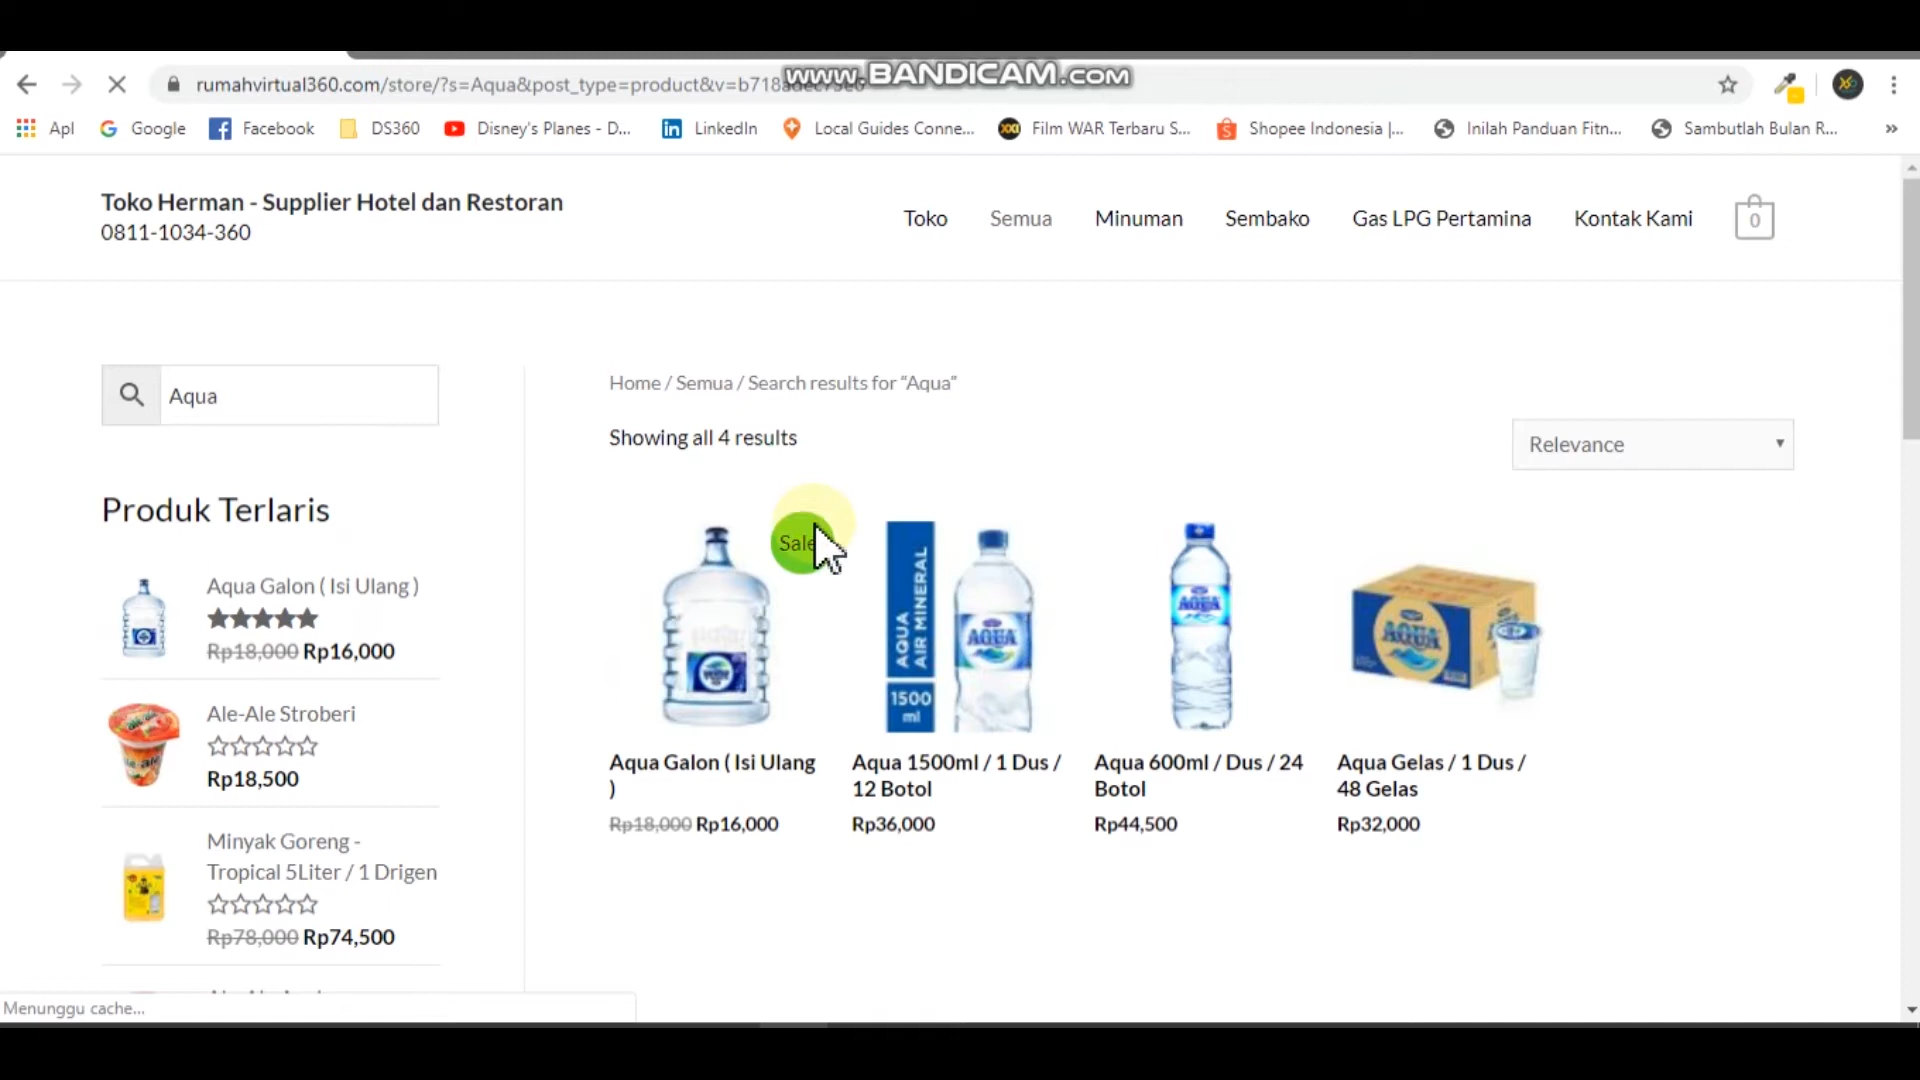 www.BANDICAM.com
rumahvirtual360.com/store/?s=Aqua&post_type=product&v=b718
Apl Google Facebook DS360 Disney's Planes - D... LinkedIn Local Guides Conne... Film WAR Terbaru S... Shopee Indonesia |... Inilah Panduan Fitn... Sambutlah Bulan R... »
Toko Herman - Supplier Hotel dan Restoran
0811-1034-360
Toko Semua Minuman Sembako Gas LPG Pertamina Kontak Kami 0
Aqua
Home / Semua / Search results for “Aqua”
Showing all 4 results
Relevance
Produk Terlaris
Aqua Galon ( Isi Ulang )
Rp18,000 Rp16,000
Ale-Ale Stroberi
Rp18,500
Minyak Goreng -
Tropical 5Liter / 1 Drigen
Rp78,000 Rp74,500
Sale
AQUA
AIR MINERAL
1500
ml
AQUA
AQUA
AQUA
Aqua Galon ( Isi Ulang
)
Rp18,000 Rp16,000
Aqua 1500ml / 1 Dus /
12 Botol
Rp36,000
Aqua 600ml / Dus / 24
Botol
Rp44,500
Aqua Gelas / 1 Dus /
48 Gelas
Rp32,000
Menunggu cache...